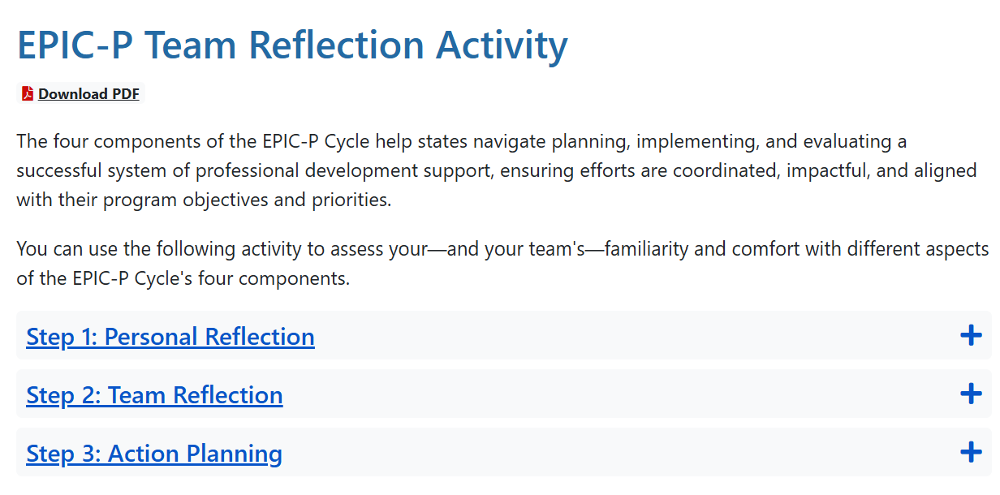 EPIC-P Team Reflection Activity
Download PDF
The four components of the EPIC-P Cycle help states navigate planning, implementing, and evaluating a
successful system of professional development support, ensuring efforts are coordinated, impactful, and aligned
with their program objectives and priorities.
You can use the following activity to assess your—and your team's—familiarity and comfort with different aspects
of the EPIC-P Cycle's four components.
Step 1: Personal Reflection
Step 2: Team Reflection
Step 3: Action Planning